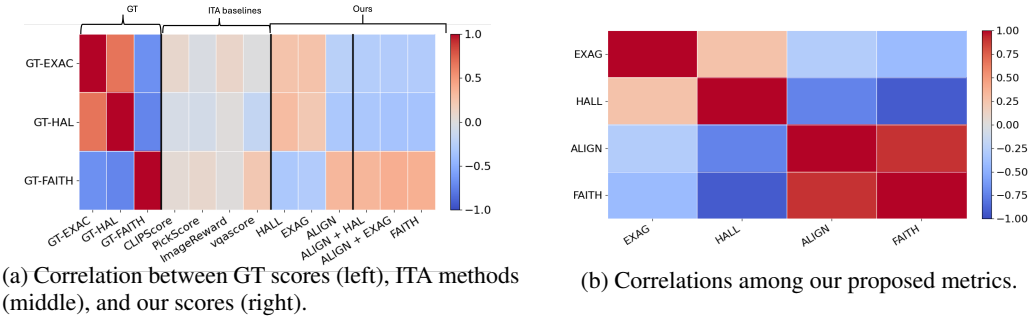 GT
ITA baselines
Ours
GT-EXAC
GT-HAL
GT-FAITH
1.0
0.5
0.0
−0.5
−1.0
GT-EXAC
GT-HAL
GT-FAITH
CLIPScore
PickScore
ImageReward
vqascore
HALL
EXAG
ALIGN
ALIGN + HAL
ALIGN + EXAG
FAITH
(a) Correlation between GT scores (left), ITA methods
(middle), and our scores (right).
EXAG
HALL
ALIGN
FAITH
1.00
0.75
0.50
0.25
0.00
−0.25
−0.50
−0.75
−1.00
EXAG
HALL
ALIGN
FAITH
(b) Correlations among our proposed metrics.